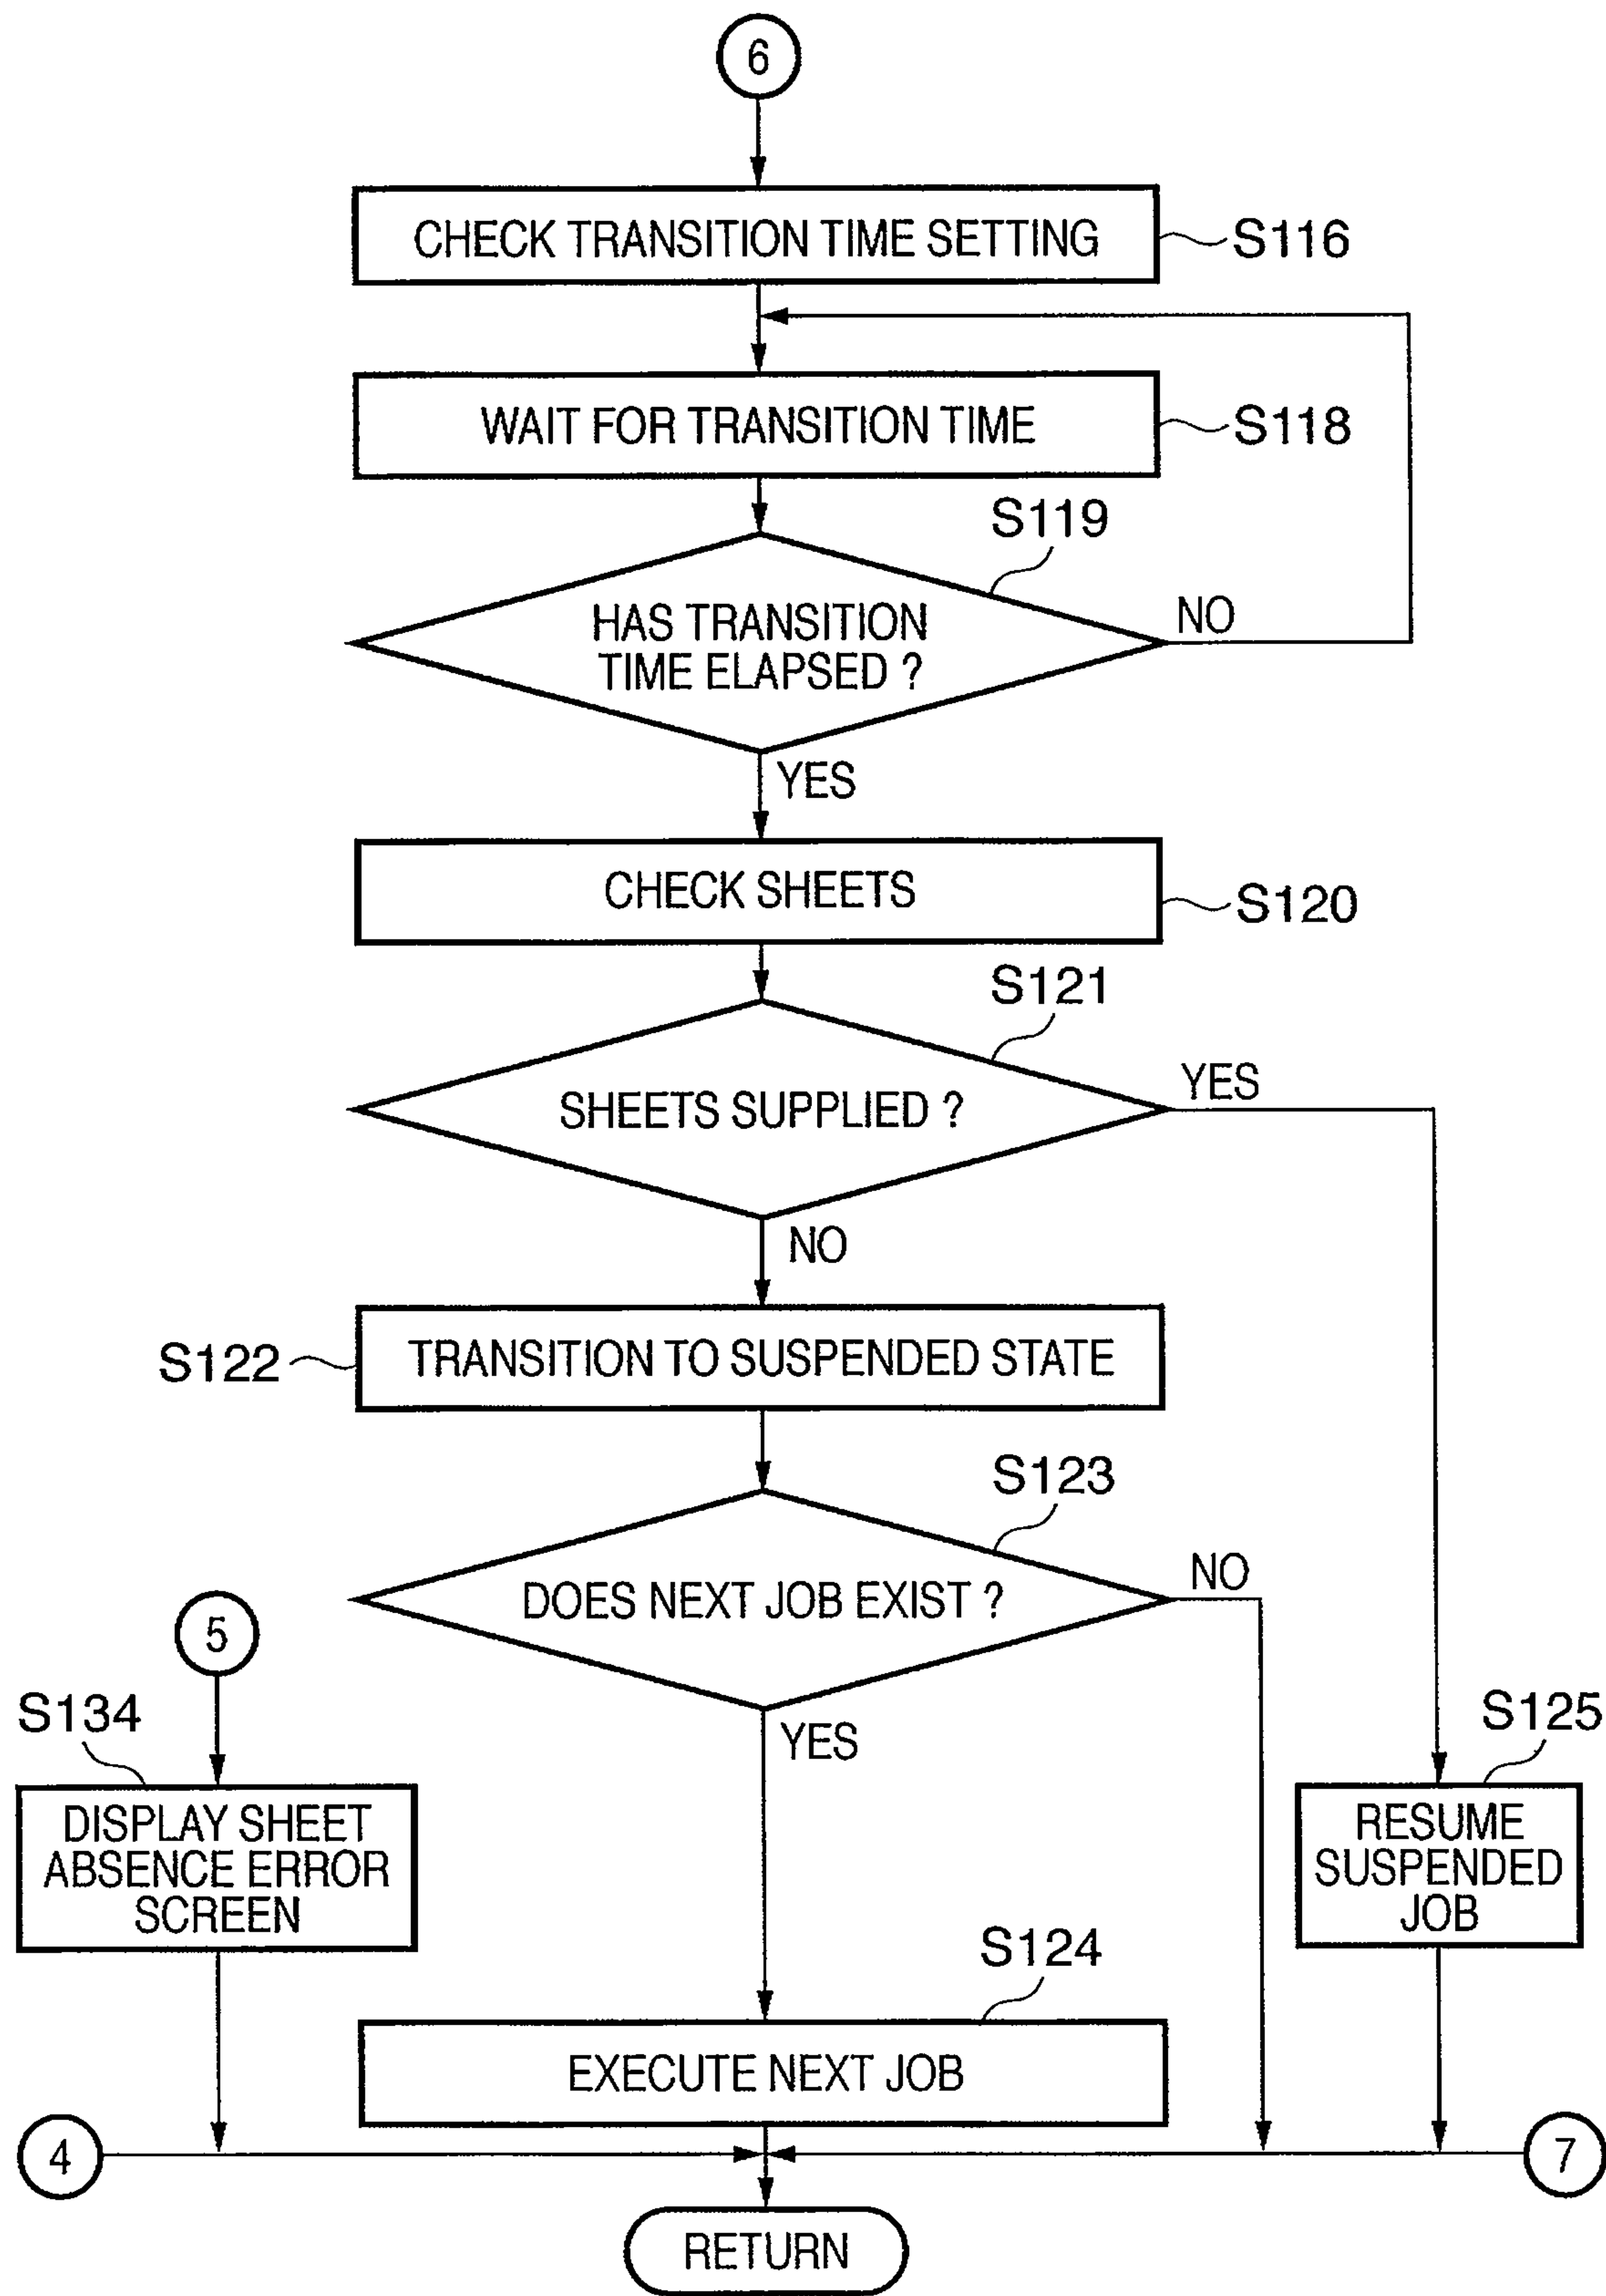 6
CHECK TRANSITION TIME SETTING
S116
WAIT FOR TRANSITION TIME
S118
S119
HAS TRANSITION
TIME ELAPSED ?
NO
YES
CHECK SHEETS
S120
S121
SHEETS SUPPLIED ?
YES
NO
S122
TRANSITION TO SUSPENDED STATE
S123
DOES NEXT JOB EXIST ?
NO
YES
5
S134
DISPLAY SHEET
ABSENCE ERROR
SCREEN
S125
RESUME
SUSPENDED
JOB
S124
EXECUTE NEXT JOB
4
7
RETURN